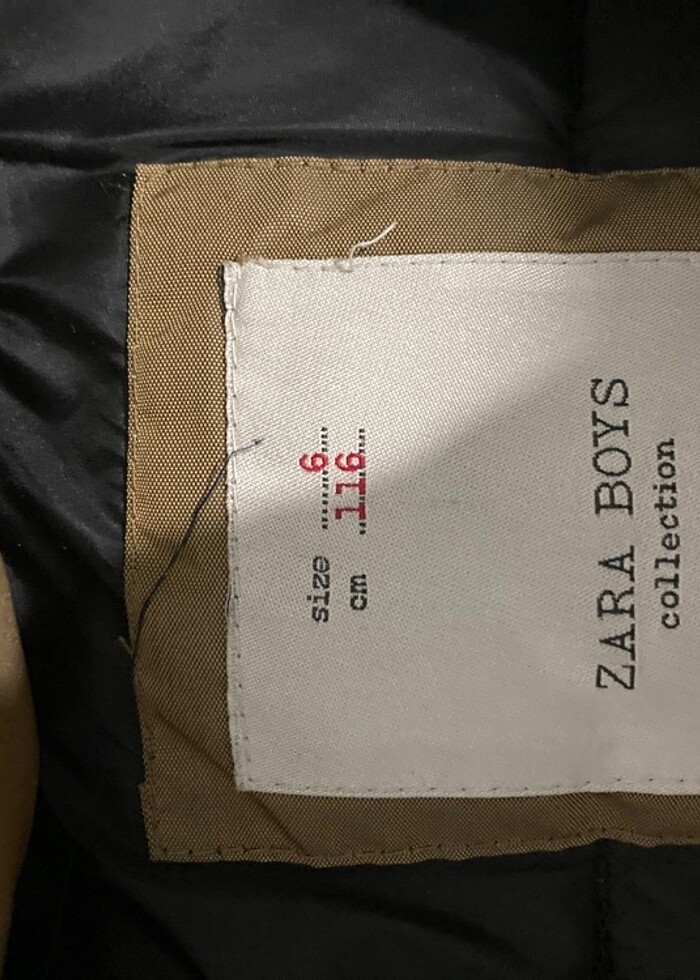 size 6
cm 116
ZARA BOYS
collection